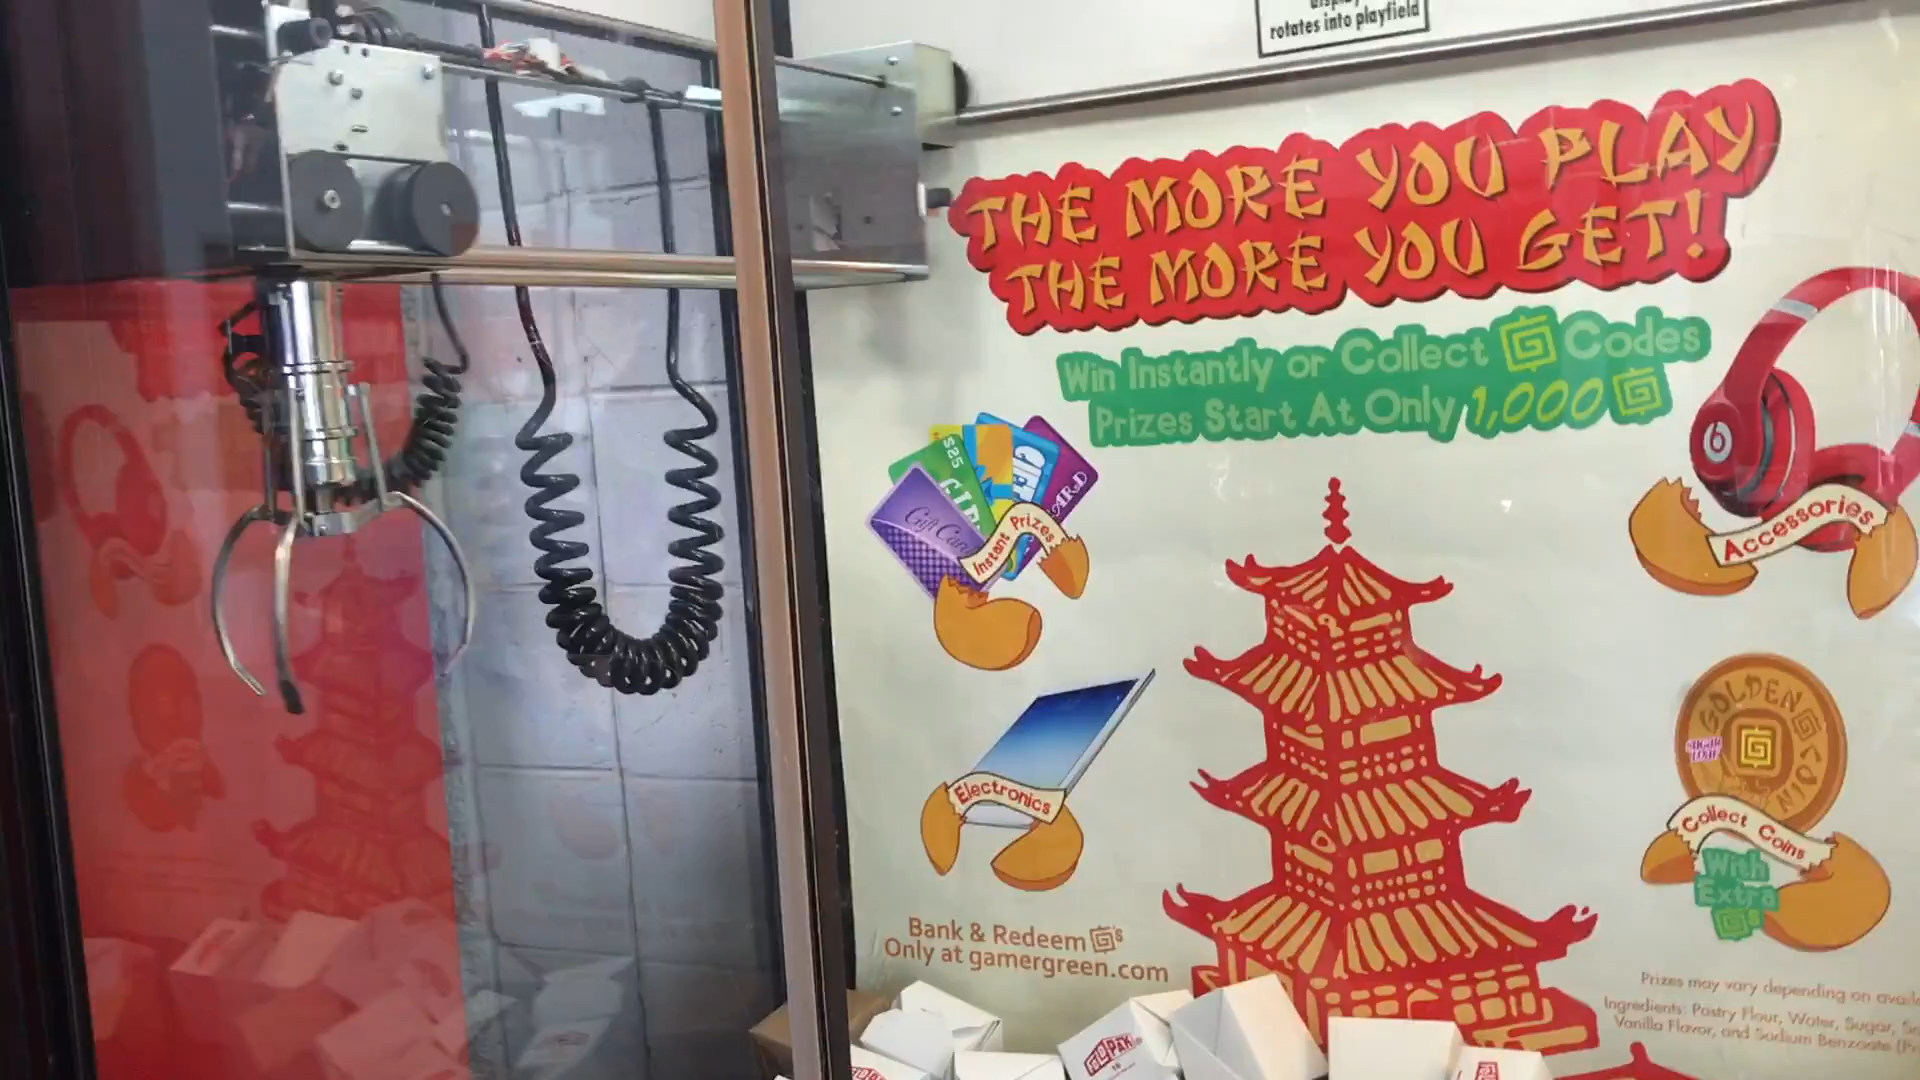 rotates into playfield
THE MORE YOU PLAY
THE MORE YOU GET!
Win Instantly or Collect G Codes
Prizes Start At Only 1,000 G
$25
Gift Card
Instant Prizes
Accessories
Electronics
GOLDEN COIN
Collect Coins
With
Extra
G's
Bank & Redeem G's
Only at gamergreen.com
Prizes may vary depending on
Ingredients: Pastry Flour, Water, Sugar,
Vanilla Flavor, and Sodium Benzoate
FOLD PAK